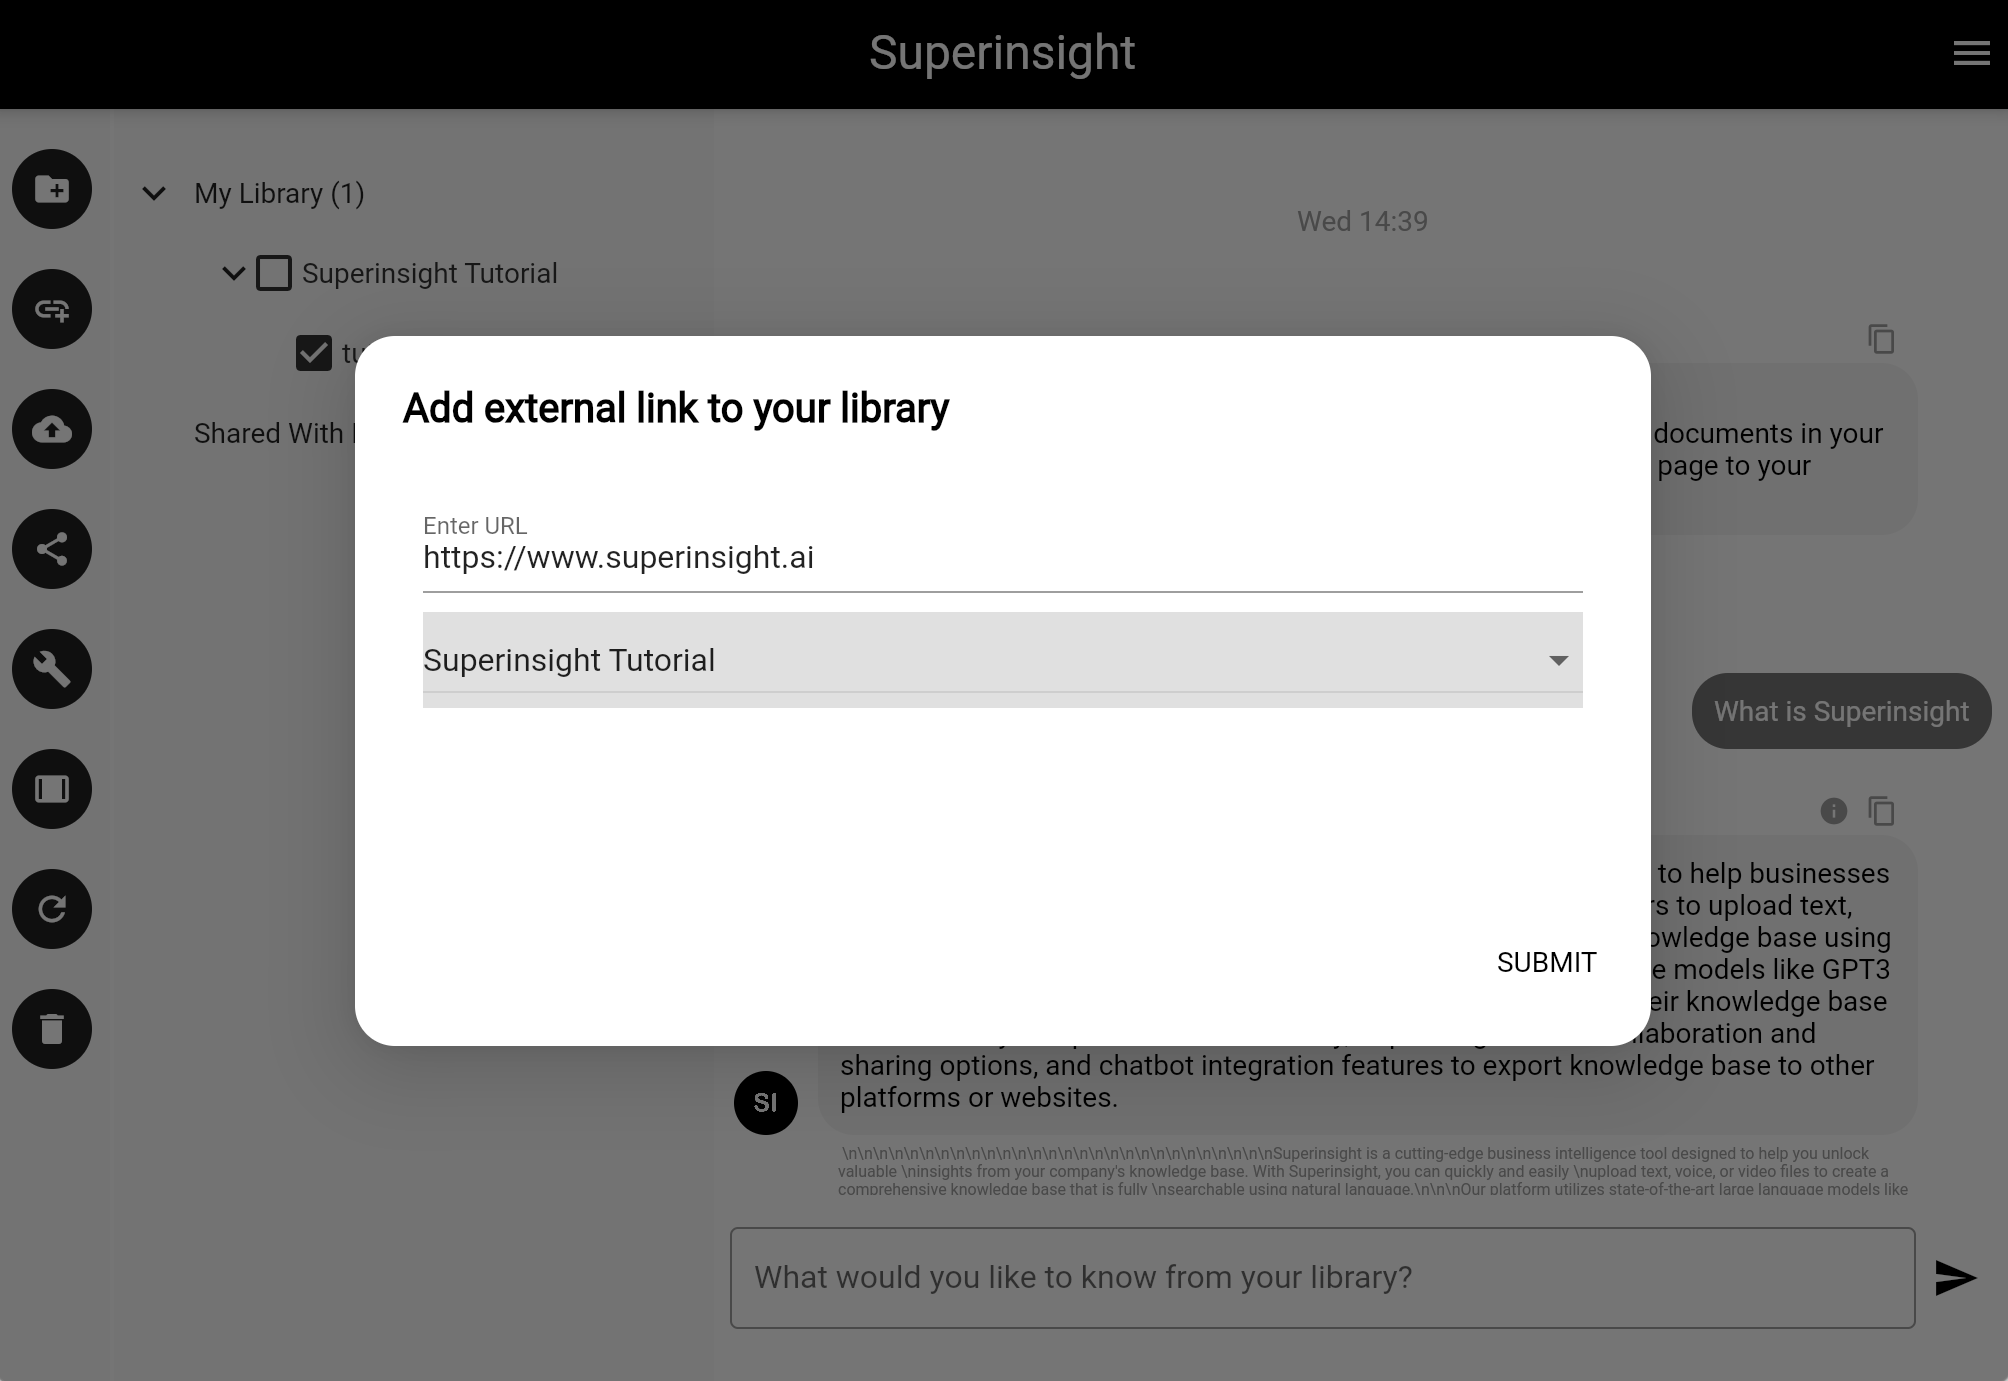 Superinsight
My Library (1)
Superinsight Tutorial
Shared With
Wed 14:39
documents in your
page to your
Add external link to your library
Enter URL
https://www.superinsight.ai
Superinsight Tutorial
SUBMIT
What is Superinsight
to help businesses
to upload text,
base using
models like GPT3
knowledge base
and
sharing options, and chatbot integration features to export knowledge base to other
platforms or websites.
SI
\n\n\n\n\n\n\n\n\n\n\n\n\n\n\n\n\n\n\n\n\n\n\n\n\n\n\n\nSuperinsight is a cutting-edge business intelligence tool designed to help you unlock
valuable \ninsights from your company's knowledge base. With Superinsight, you can quickly and easily \nupload text, voice, or video files to create a
comprehensive knowledge base that is fully \nsearchable using natural language.\n\n\nOur platform utilizes state-of-the-art large language models like
What would you like to know from your library?